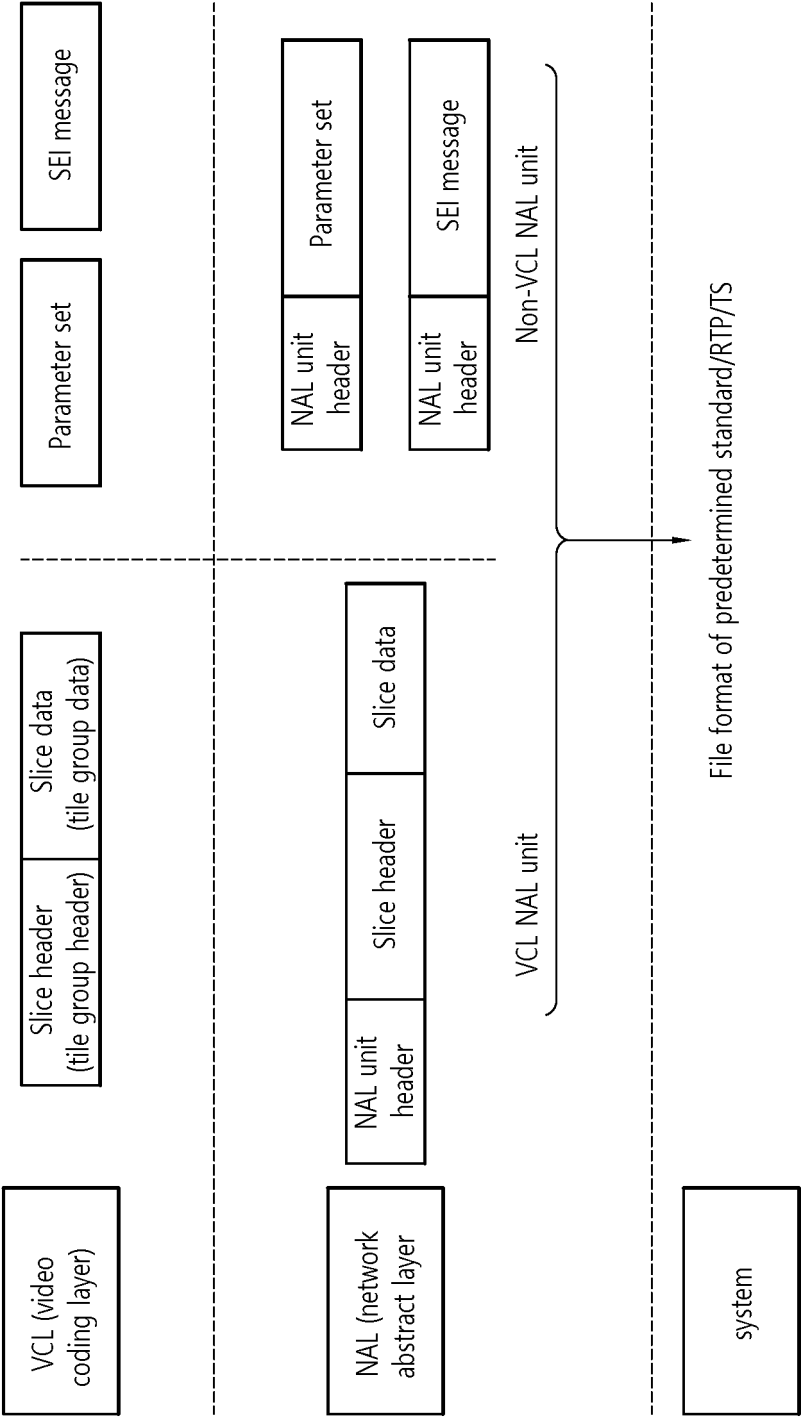 VCL (video
coding layer)
Slice header
(tile group header)
Slice data
(tile group data)
Parameter set
SEI message
NAL (network
abstract layer
NAL unit
header
Slice header
Slice data
NAL unit
header
Parameter set
NAL unit
header
SEI message
VCL NAL unit
Non-VCL NAL unit
system
File format of predetermined standard/RTP/TS